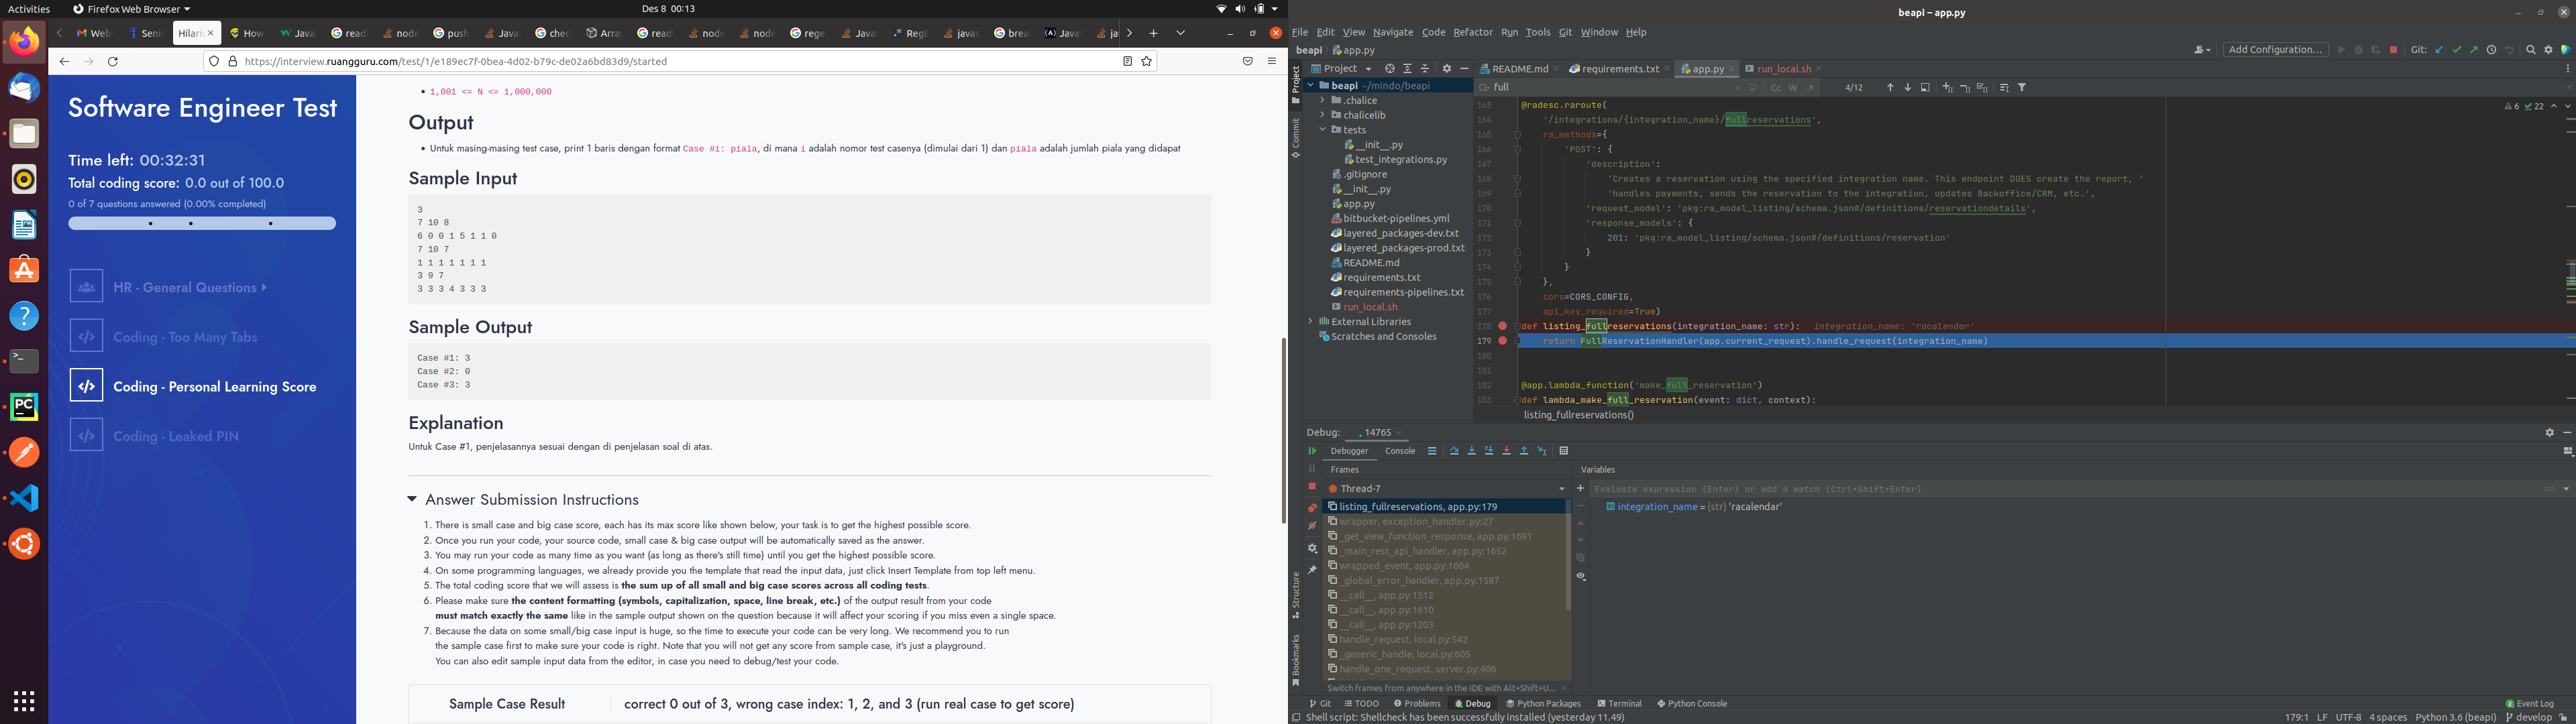 Activities
Firefox Web Browser
Des 8 00:13
Web
Senio
Hilariu
How
Java
read
node
push
Java
chec
Array
read
node
node
rege
Java
RegE
javas
brea
Java
ja
https://interview.ruangguru.com/test/1/e189ec7f-0bea-4d02-b79c-de02a6bd83d9/started
Software Engineer Test
Time left: 00:32:31
Total coding score: 0.0 out of 100.0
0 of 7 questions answered (0.00% completed)
HR - General Questions
Coding - Too Many Tabs
Coding - Personal Learning Score
Coding - Leaked PIN
1,001 <= N <= 1,000,000
Output
Untuk masing-masing test case, print 1 baris dengan format Case #i: piala, di mana i adalah nomor test casenya (dimulai dari 1) dan piala adalah jumlah piala yang didapat
Sample Input
3
7 10 8
6 0 0 1 5 1 1 0
7 10 7
1 1 1 1 1 1 1
3 9 7
3 3 3 4 3 3 3
Sample Output
Case #1: 3
Case #2: 0
Case #3: 3
Explanation
Untuk Case #1, penjelasannya sesuai dengan di penjelasan soal di atas.
Answer Submission Instructions
1. There is small case and big case score, each has its max score like shown below, your task is to get the highest possible score.
2. Once you run your code, your source code, small case & big case output will be automatically saved as the answer.
3. You may run your code as many time as you want (as long as there's still time) until you get the highest possible score.
4. On some programming languages, we already provide you the template that read the input data, just click Insert Template from top left menu.
5. The total coding score that we will assess is the sum up of all small and big case scores across all coding tests.
6. Please make sure the content formatting (symbols, capitalization, space, line break, etc.) of the output result from your code
must match exactly the same like in the sample output shown on the question because it will affect your scoring if you miss even a single space.
7. Because the data on some small/big case input is huge, so the time to execute your code can be very long. We recommend you to run
the sample case first to make sure your code is right. Note that you will not get any score from sample case, it's just a playground.
You can also edit sample input data from the editor, in case you need to debug/test your code.
Sample Case Result
correct 0 out of 3, wrong case index: 1, 2, and 3 (run real case to get score)
beapi – app.py
File Edit View Navigate Code Refactor Run Tools Git Window Help
beapi app.py
Add Configuration...
Git:
Project
README.md
requirements.txt
app.py
run_local.sh
full
Cc W .*
4/12
Project
Commit
beapi ~/mindo/beapi
.chalice
chalicelib
tests
__init__.py
test_integrations.py
.gitignore
__init__.py
app.py
bitbucket-pipelines.yml
layered_packages-dev.txt
layered_packages-prod.txt
README.md
requirements.txt
requirements-pipelines.txt
run_local.sh
External Libraries
Scratches and Consoles
6 22
163 @radesc.raroute(
164 '/integrations/{integration_name}/fullreservations',
165 ra_methods={
166 'POST': {
167 'description':
168 'Creates a reservation using the specified integration name. This endpoint DOES create the report, '
169 'handles payments, sends the reservation to the integration, updates Backoffice/CRM, etc.',
170 'request_model': 'pkg:ra_model_listing/schema.json#/definitions/reservationdetails',
171 'response_models': {
172 201: 'pkg:ra_model_listing/schema.json#/definitions/reservation'
173 }
174 }
175 },
176 cors=CORS_CONFIG,
177 api_key_required=True)
178 def listing_fullreservations(integration_name: str): integration_name: 'racalendar'
179 return FullReservationHandler(app.current_request).handle_request(integration_name)
180
181
182 @app.lambda_function('make_full_reservation')
183 def lambda_make_full_reservation(event: dict, context):
listing_fullreservations()
Debug: 14765
Debugger Console
Frames
Variables
Thread-7
Evaluate expression (Enter) or add a watch (Ctrl+Shift+Enter)
integration_name = {str} 'racalendar'
listing_fullreservations, app.py:179
wrapper, exception_handler.py:27
_get_view_function_response, app.py:1691
_main_rest_api_handler, app.py:1652
wrapped_event, app.py:1604
_global_error_handler, app.py:1587
__call__, app.py:1512
__call__, app.py:1610
__call__, app.py:1203
handle_request, local.py:542
_generic_handle, local.py:605
handle_one_request, server.py:406
Switch frames from anywhere in the IDE with Alt+Shift+U...
Structure
Bookmarks
Git TODO Problems Debug Python Packages Terminal Python Console
2 Event Log
Shell script: Shellcheck has been successfully installed (yesterday 11.49)
179:1 LF UTF-8 4 spaces Python 3.6 (beapi) develop